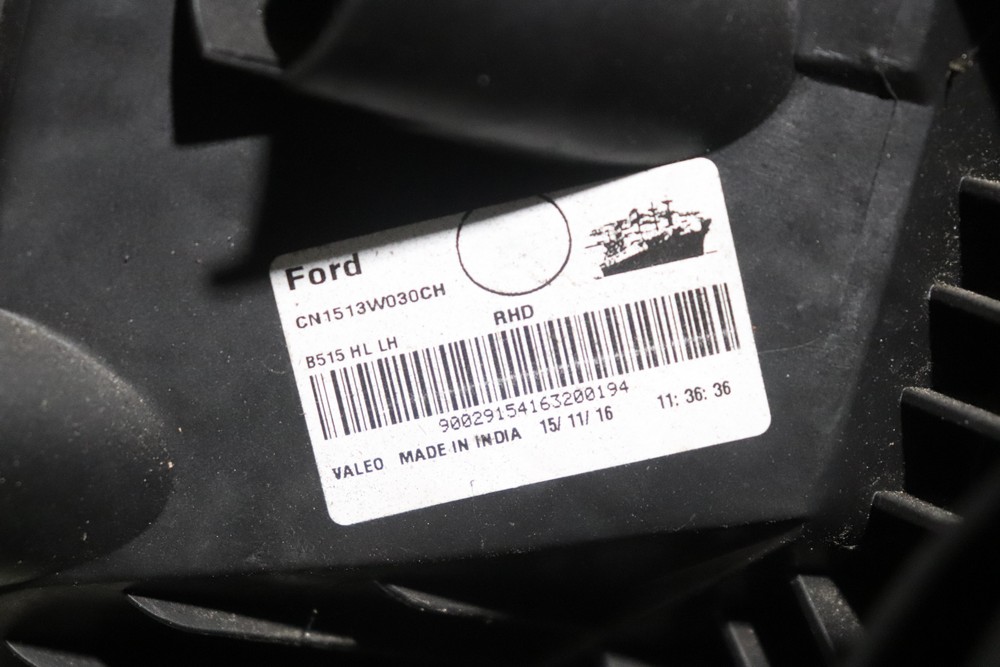 Ford
CN1513W030CH
RHD
B515 HL LH
90029154163200194
VALEO MADE IN INDIA 15/ 11/ 16 11: 36: 36